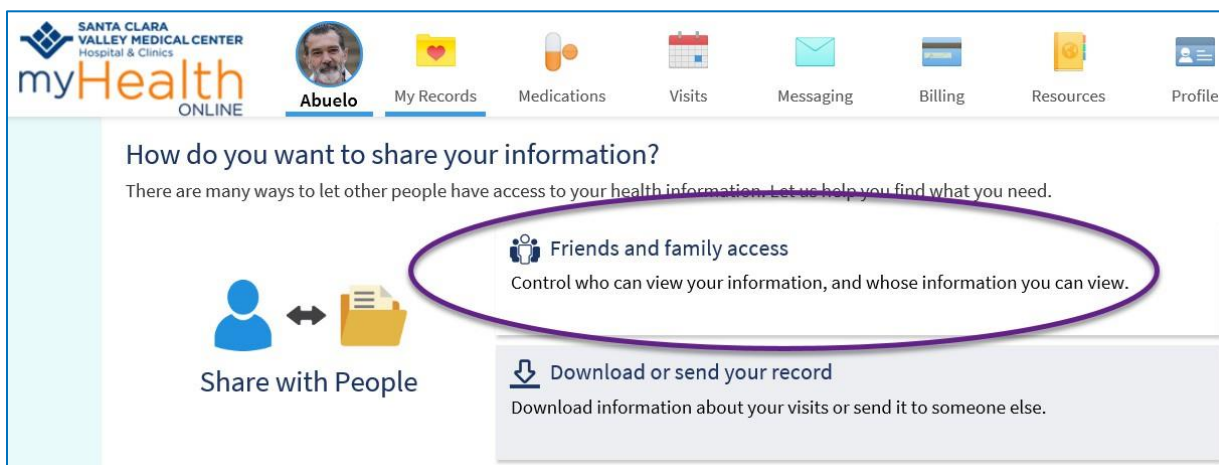 SANTA CLARA
VALLEY MEDICAL CENTER
Hospital & Clinics
myHealth
ONLINE
Abuelo
My Records
Medications
Visits
Messaging
Billing
Resources
Profile
How do you want to share your information?
There are many ways to let other people have access to your health information. Let us help you find what you need.
Friends and family access
Control who can view your information, and whose information you can view.
Share with People
Download or send your record
Download information about your visits or send it to someone else.